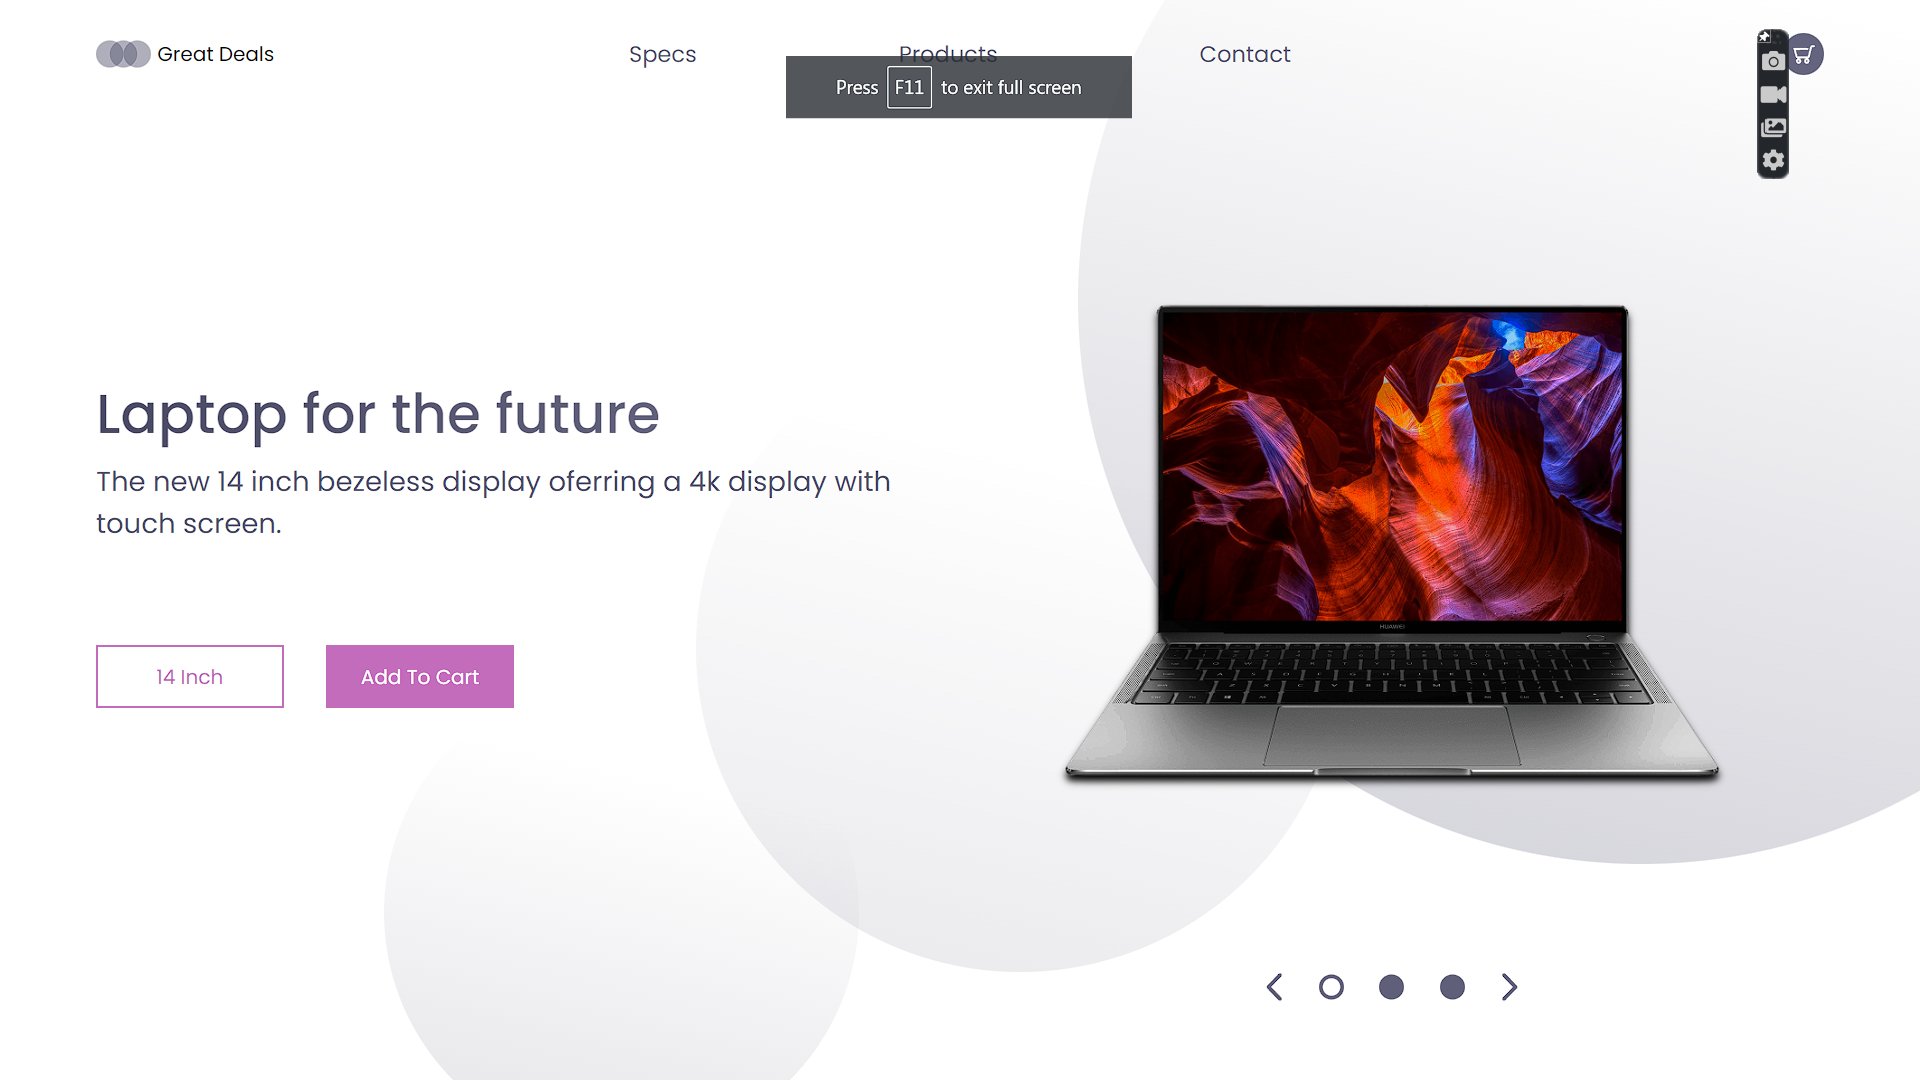 Great Deals
Specs
Products
Contact
Press F11 to exit full screen
Laptop for the future
The new 14 inch bezeless display oferring a 4k display with
touch screen.
14 Inch
Add To Cart
HUAWEI